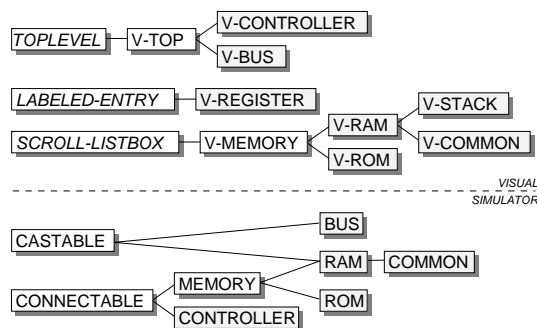 V-CONTROLLER
TOPLEVEL V-TOP
V-BUS
LABELED-ENTRY V-REGISTER V-STACK
V-RAM
SCROLL-LISTBOX V-MEMORY V-COMMON
V-ROM
VISUAL
SIMULATOR
BUS
CASTABLE
RAM COMMON
MEMORY
CONNECTABLE ROM
CONTROLLER